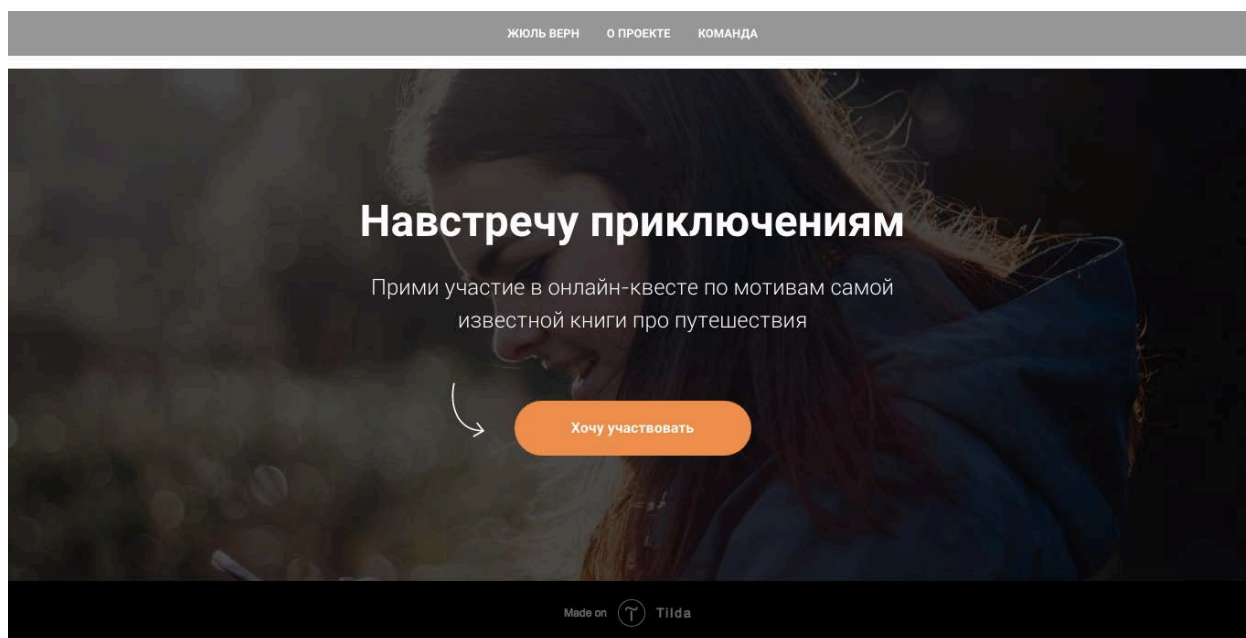 ЖЮЛЬ ВЕРН О ПРОЕКТЕ КОМАНДА
Навстречу приключениям
Прими участие в онлайн-квесте по мотивам самой
известной книги про путешествия
Хочу участвовать
Made on Tilda